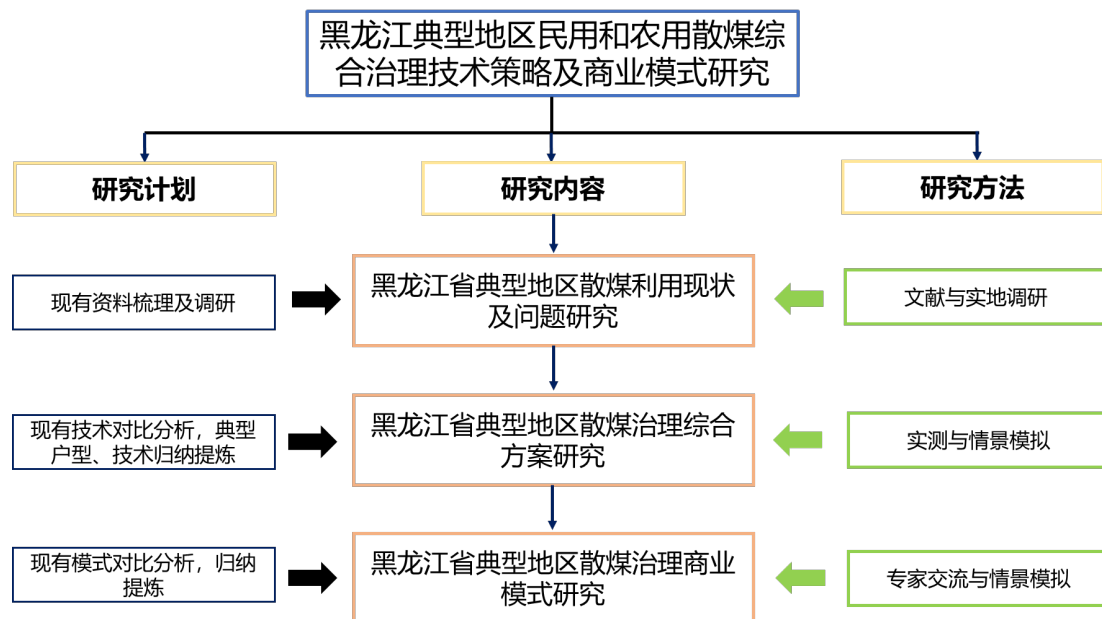 黑龙江典型地区民用和农用散煤综
合治理技术策略及商业模式研究
研究计划
研究内容
研究方法
现有资料梳理及调研
黑龙江省典型地区散煤利用现状
及问题研究
文献与实地调研
现有技术对比分析，典型
户型、技术归纳提炼
黑龙江省典型地区散煤治理综合
方案研究
实测与情景模拟
现有模式对比分析，归纳
提炼
黑龙江省典型地区散煤治理商业
模式研究
专家交流与情景模拟